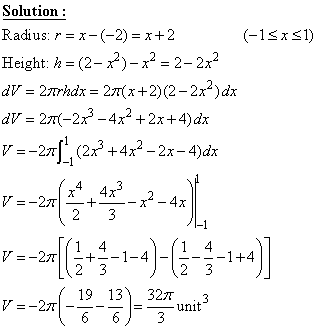 Solution :
Radius: r = x-(-2) = x+2 (-1 ≤ x ≤ 1)
Height: h = (2-x²)-x² = 2-2x²
dV = 2πrhdx = 2π(x+2)(2-2x²)dx
dV = 2π(-2x³-4x²+2x+4)dx
V = -2π∫₋₁¹(2x³+4x²-2x-4)dx
V = -2π(x⁴/2+4x³/3-x²-4x)|₋₁¹
V = -2π[(1/2+4/3-1-4)-(1/2-4/3-1+4)]
V = -2π(-19/6-13/6) = 32π/3 unit³